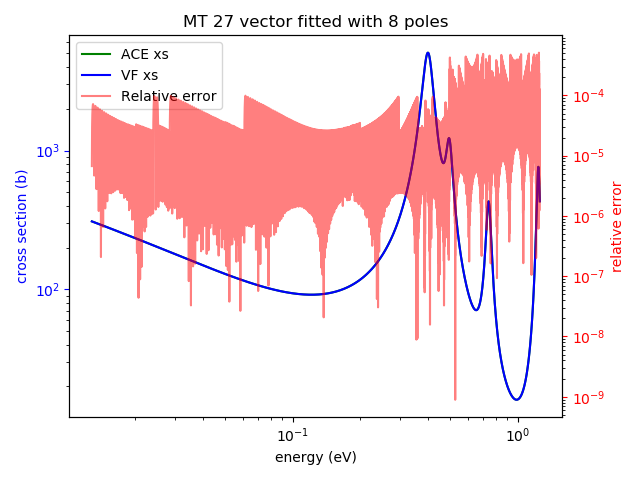 MT 27 vector fitted with 8 poles
ACE xs
VF xs
Relative error
cross section (b)
10³
10²
10⁻⁴
10⁻⁵
10⁻⁶
10⁻⁷
10⁻⁸
10⁻⁹
relative error
10⁻¹
10⁰
energy (eV)